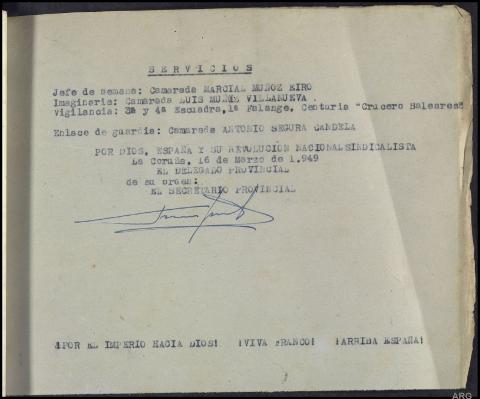 SERVICIOS
Jefe de semana: Camarada MARCIAL MUÑOZ EIRO
Imaginaria: Camarada LUIS MUÑIZ VILLANUEVA .
Vigilancia: 3ª y 4ª Escuadra, 1ª Falange, Centuria "Crucero Baleares"
Enlace de guardia: Camarada ANTONIO SEGURA CANDELA
POR DIOS, ESPAÑA Y SU REVOLUCION NACIONALSINDICALISTA
La Coruña, 16 de Marzo de 1.949
EL DELEGADO PROVINCIAL
de su orden:
EL SECRETARIO PROVINCIAL
¡POR EL IMPERIO HACIA DIOS! ¡VIVA FRANCO! ¡ARRIBA ESPAÑA!
ARG